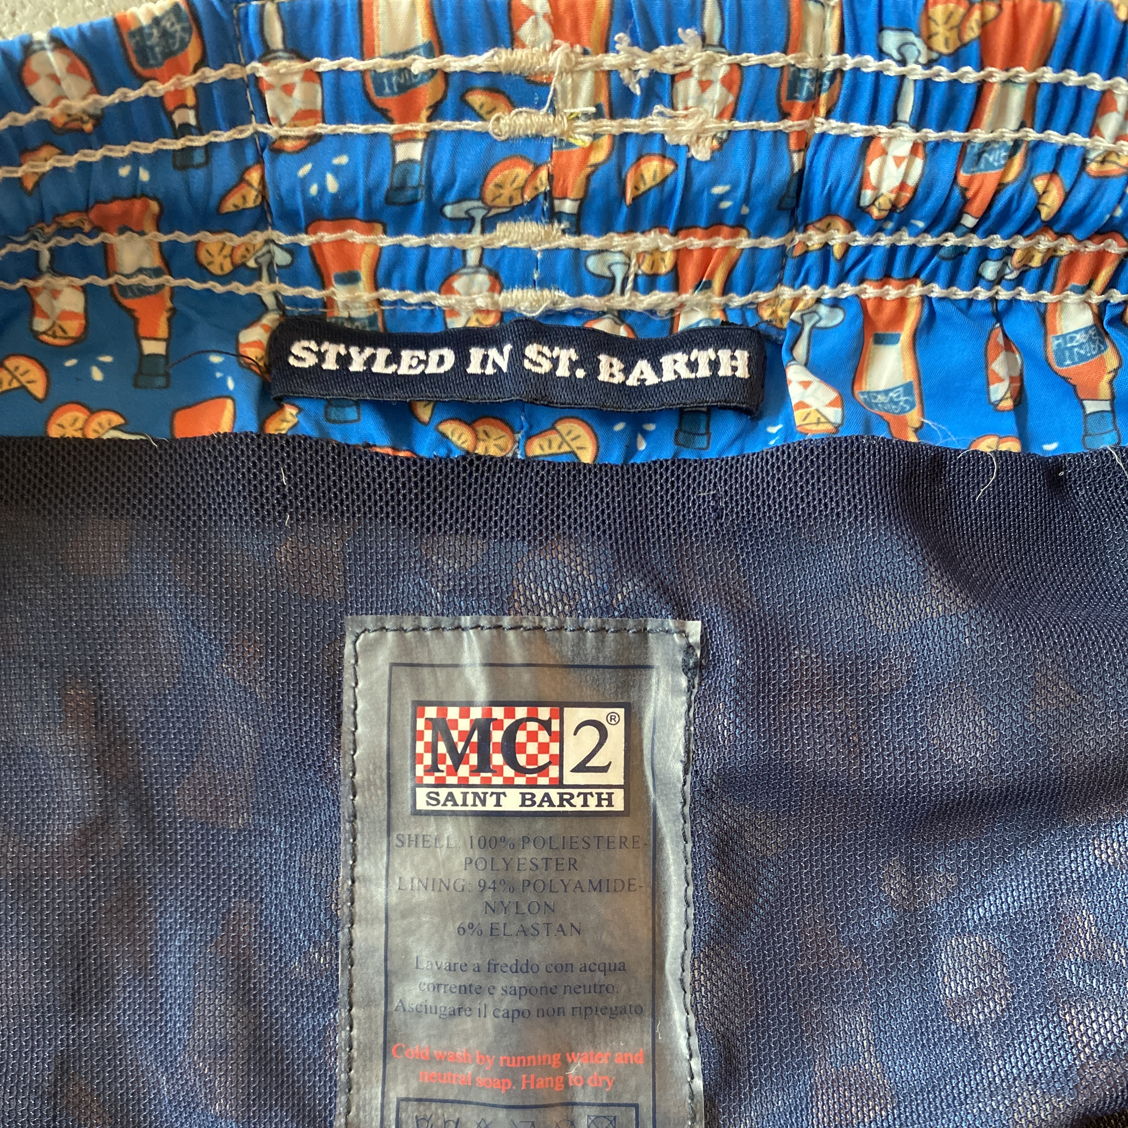 STYLED IN ST. BARTH
MC2®
SAINT BARTH
SHELL: 100% POLIESTERE-
POLYESTER
LINING: 94% POLYAMIDE-
NYLON
6% ELASTAN
Lavare a freddo con acqua
corrente e sapone neutro.
Asciugare il capo non ripiegato
Cold wash by running water and
neutral soap. Hang to dry